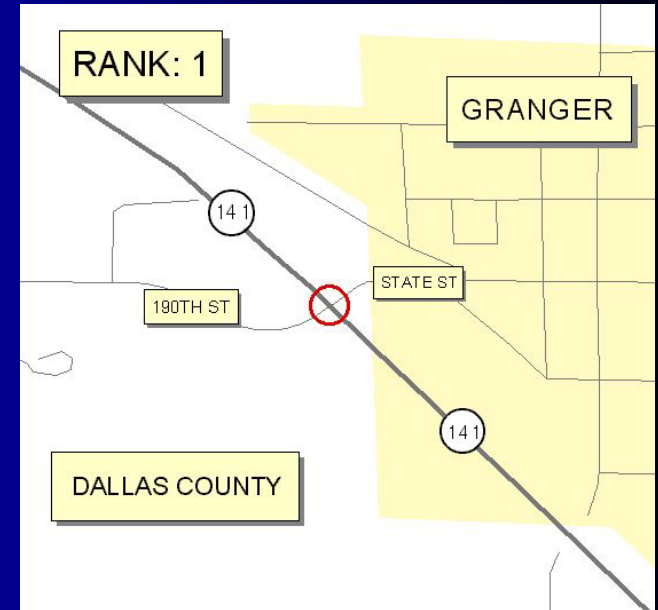 RANK: 1
GRANGER
141
STATE ST
190TH ST
141
DALLAS COUNTY